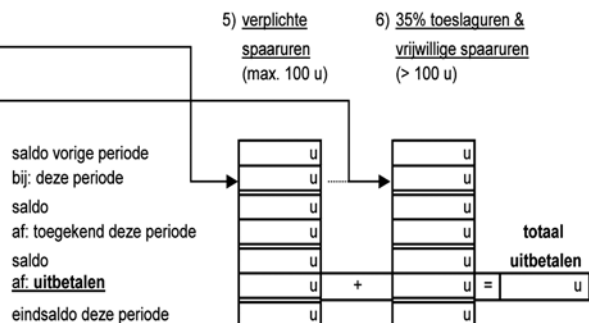 5) verplichte spaaruren (max. 100 u)
6) 35% toeslaguren & vrijwillige spaaruren (> 100 u)
saldo vorige periode u u
bij: deze periode u u
saldo u u
af: toegekend deze periode u u totaal
saldo u u uitbetalen
af: uitbetalen u + u = u
eindsaldo deze periode u u